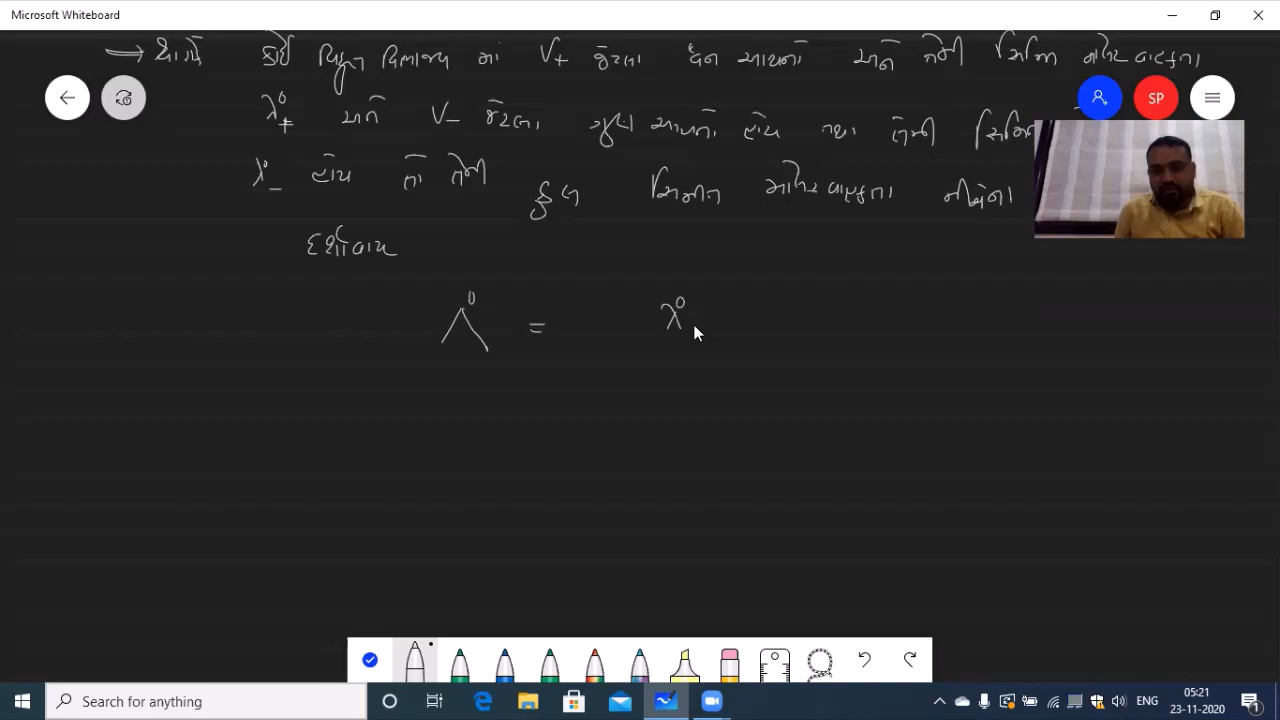 Microsoft Whiteboard
⟹ ધારો કે કોઈ વિદ્યુત વિભાજ્ય માં V+ જેટલા ધન આયનો અને તેની સિમિત મોલર વાહકતા
λ°+ અને V- જેટલા ઋણ આયનો હોય તથા તેની સિમિત
λ°- હોય તો તેની કુલ સિમીત મોલર વાહકતા નીચેના
દર્શાવાય
Λ° = λ°
SP
Search for anything
ENG
05:21
23-11-2020
1